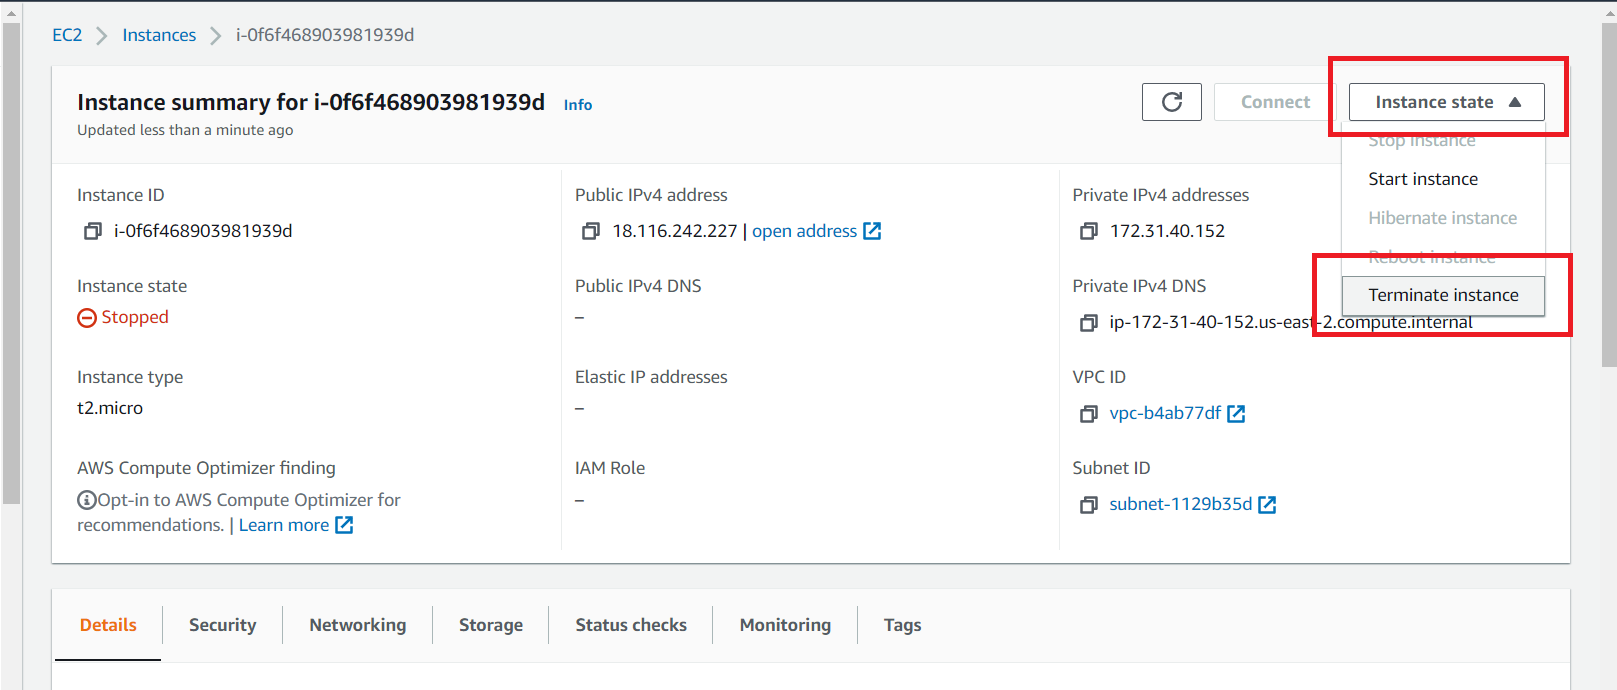 EC2 Instances i-0f6f468903981939d
Instance summary for i-0f6f468903981939d Info
Updated less than a minute ago
Connect
Instance state
Stop instance
Start instance
Hibernate instance
Reboot instance
Terminate instance
Instance ID
i-0f6f468903981939d
Public IPv4 address
18.116.242.227 | open address
Private IPv4 addresses
172.31.40.152
Instance state
Stopped
Public IPv4 DNS
–
Private IPv4 DNS
ip-172-31-40-152.us-east-2.compute.internal
Instance type
t2.micro
Elastic IP addresses
–
VPC ID
vpc-b4ab77df
AWS Compute Optimizer finding
Opt-in to AWS Compute Optimizer for
recommendations. | Learn more
IAM Role
–
Subnet ID
subnet-1129b35d
Details Security Networking Storage Status checks Monitoring Tags